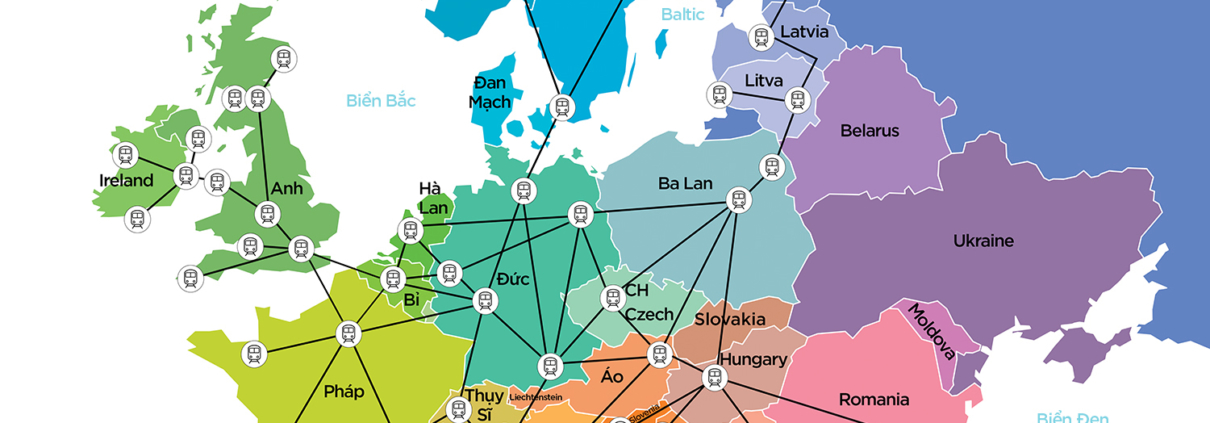 Baltic
Latvia
Litva
Đan
Mạch
Biển Bắc
Belarus
Ireland
Anh
Hà
Lan
Ba Lan
Ukraine
Đức
Bỉ
CH
Czech
Slovakia
Moldova
Hungary
Áo
Pháp
Thụy
Sĩ
Liechtenstein
Slovenia
Romania
Biển Đen